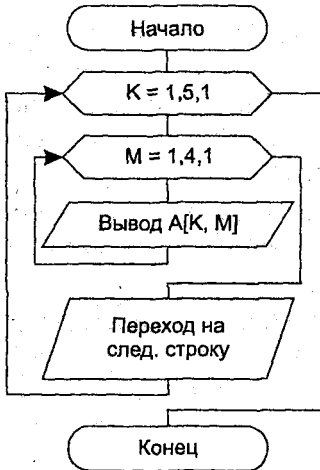 Начало
K = 1,5,1
M = 1,4,1
Вывод A[K, M]
Переход на
след. строку
Конец